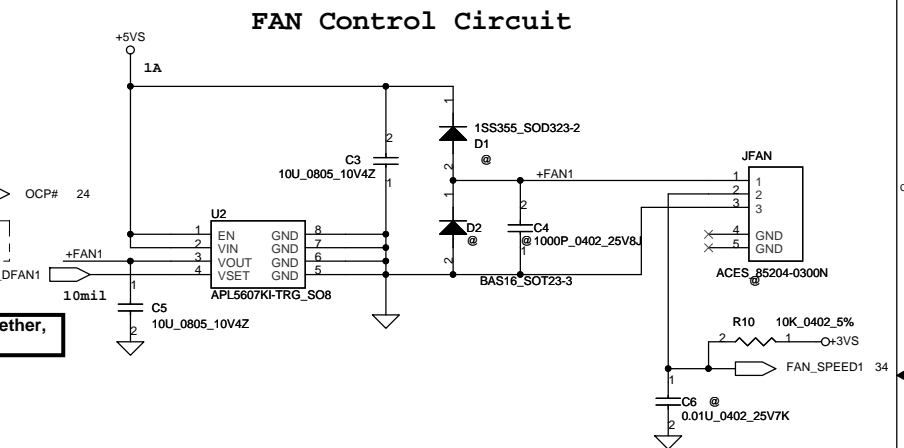 FAN Control Circuit
+5VS
1A
1
1SS355_SOD323-2
D1
@
2
2
C3
10U_0805_10V4Z
1
JFAN
+FAN1
1 1
2 2
3 3
4 GND
5 GND
ACES_85204-0300N
@
OCP# 24
U2
1 EN GND 8
2 VIN GND 7
3 VOUT GND 6
4 VSET GND 5
APL5607KI-TRG_SO8
+FAN1
_DFAN1
10mil
1
C5
10U_0805_10V4Z
2
1
D2
@
2
BAS16_SOT23-3
2
C4
@ 1000P_0402_25V8J
1
ether,
R10 10K_0402_5%
2 1
+3VS
FAN_SPEED1 34
1
C6 @
0.01U_0402_25V7K
2